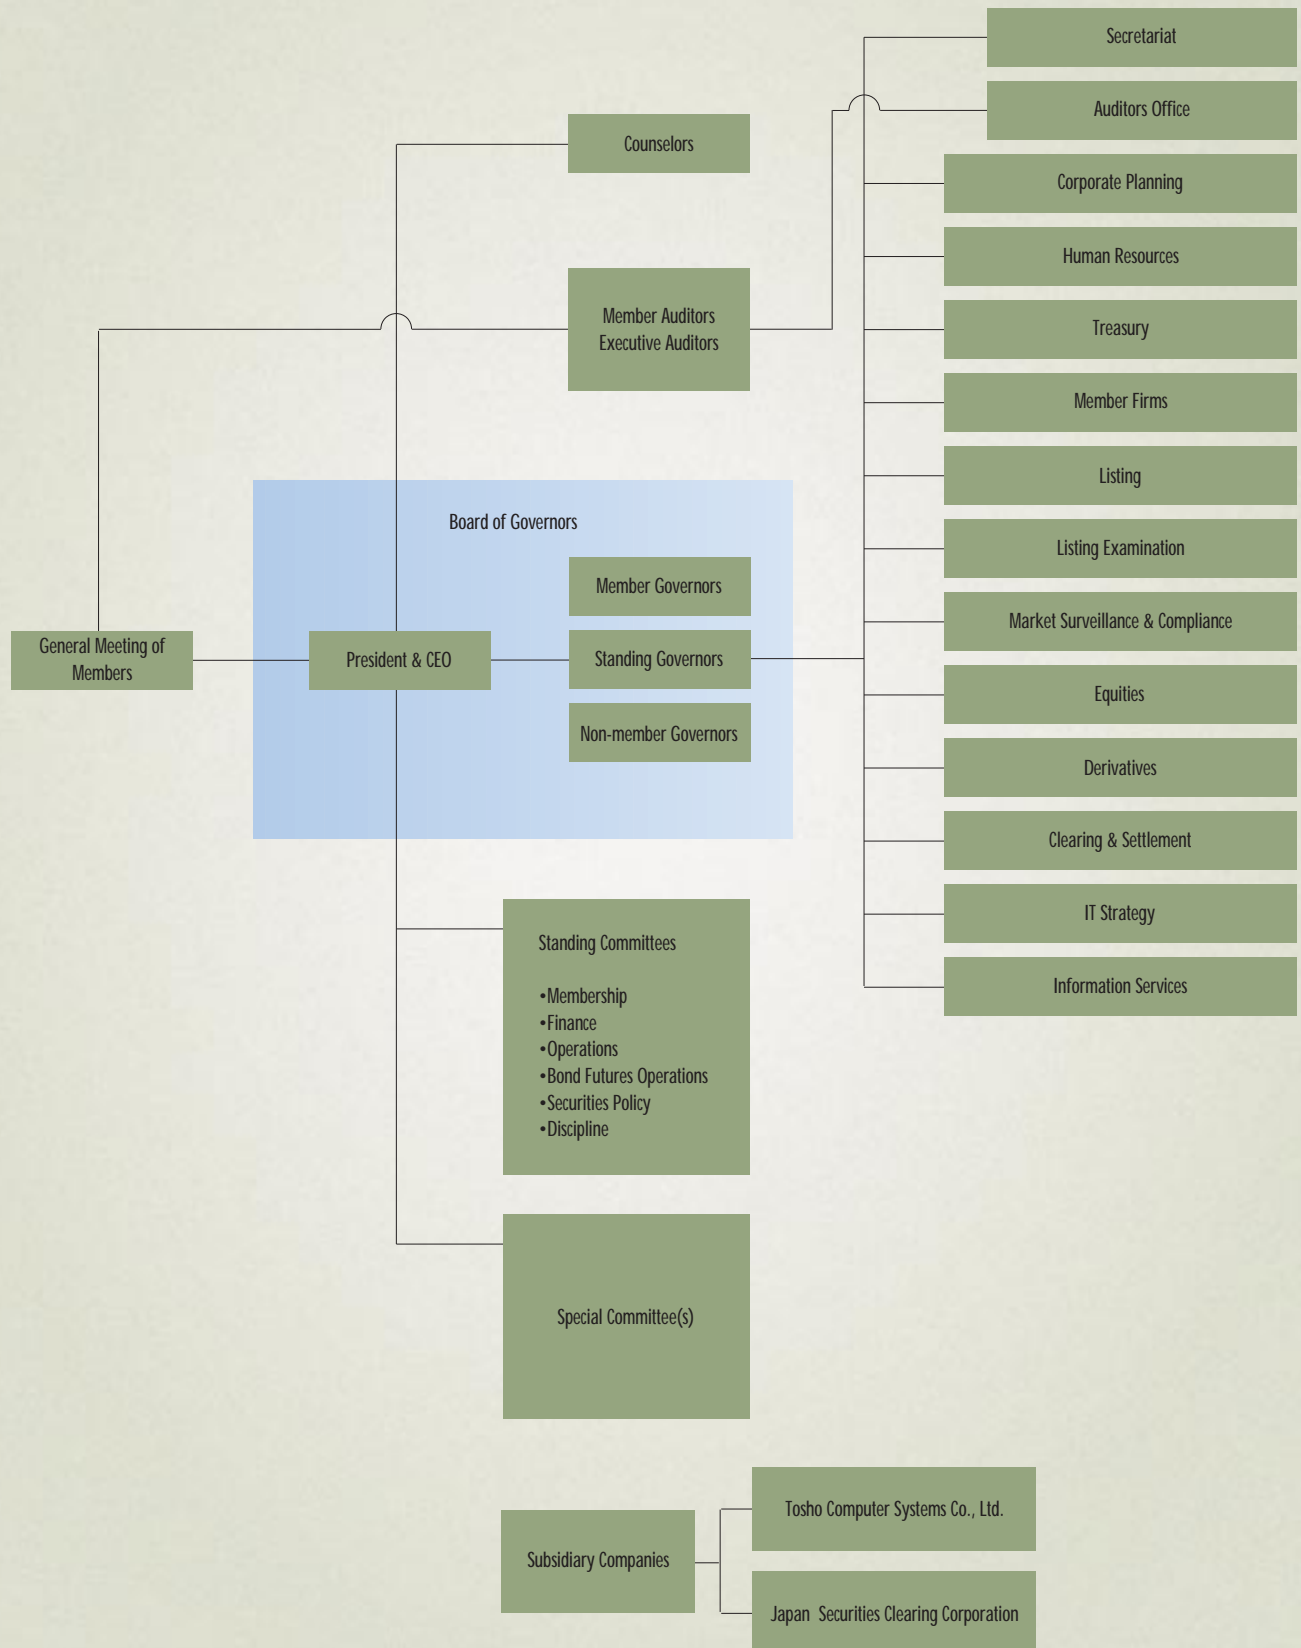 Secretariat
Auditors Office
Counselors
Corporate Planning
Human Resources
Member Auditors
Executive Auditors
Treasury
Member Firms
Listing
Board of Governors
Listing Examination
Member Governors
Market Surveillance & Compliance
General Meeting of
Members
President & CEO
Standing Governors
Equities
Non-member Governors
Derivatives
Clearing & Settlement
IT Strategy
Standing Committees
Information Services
•Membership
•Finance
•Operations
•Bond Futures Operations
•Securities Policy
•Discipline
Special Committee(s)
Tosho Computer Systems Co., Ltd.
Subsidiary Companies
Japan Securities Clearing Corporation